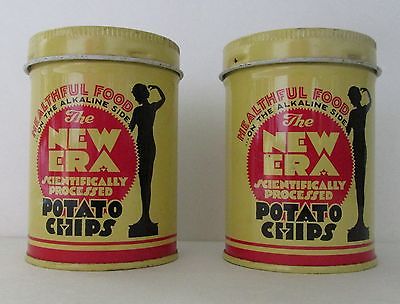 HEALTHFUL FOOD
"ON THE ALKALINE SIDE"
The
NEW
ERA
SCIENTIFICALLY
PROCESSED
POTATO
CHIPS
HEALTHFUL FOOD
"ON THE ALKALINE SIDE"
The
NEW
ERA
SCIENTIFICALLY
PROCESSED
POTATO
CHIPS